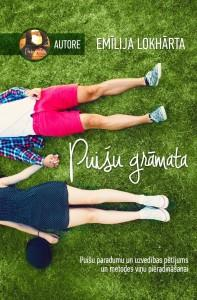 AUTORE
EMĪLIJA LOKHĀRTA
Puišu grāmata
Puišu paradumu un uzvedības pētījums
un metodes viņu pieradināšanai